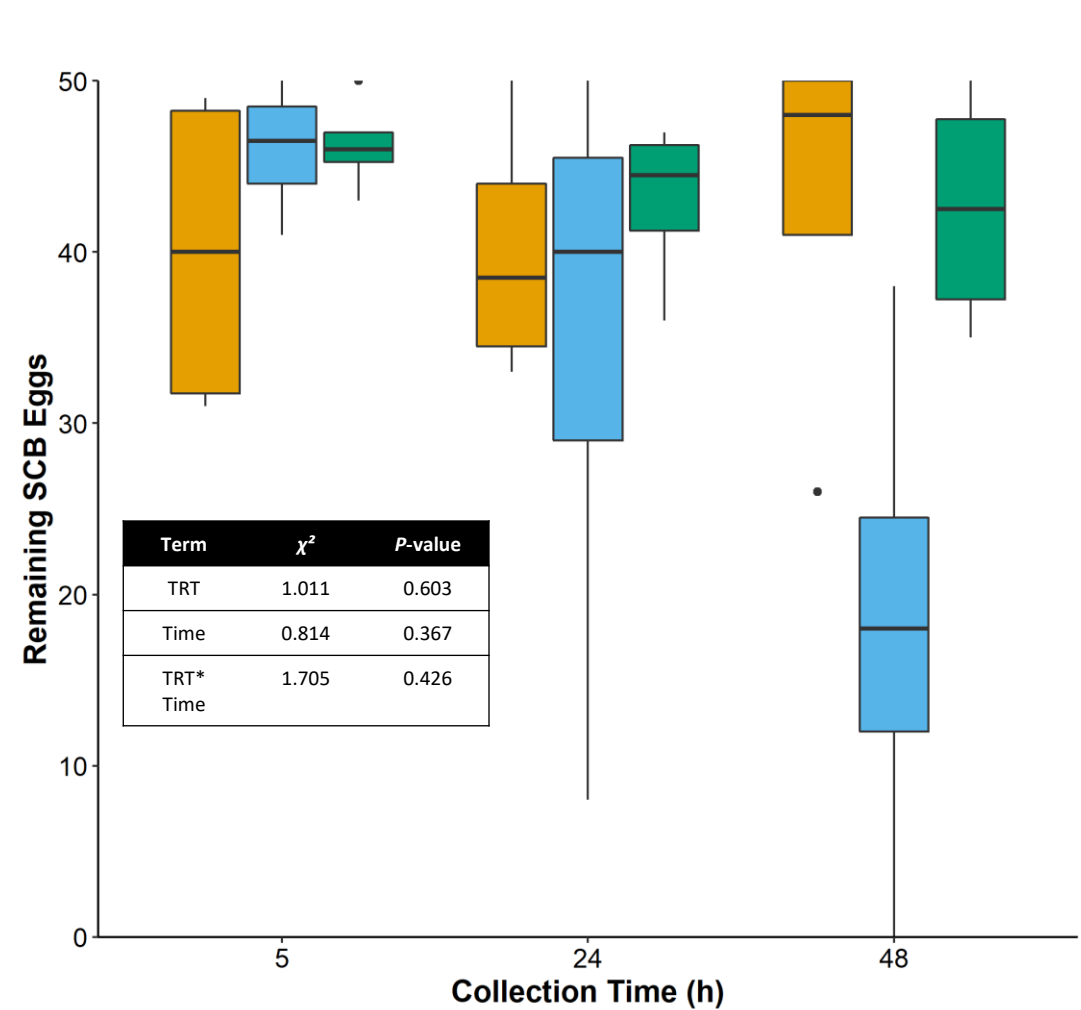 50
40
30
20
10
0
Remaining SCB Eggs
Term χ² P-value
TRT 1.011 0.603
Time 0.814 0.367
TRT* 1.705 0.426
Time
5 24 48
Collection Time (h)